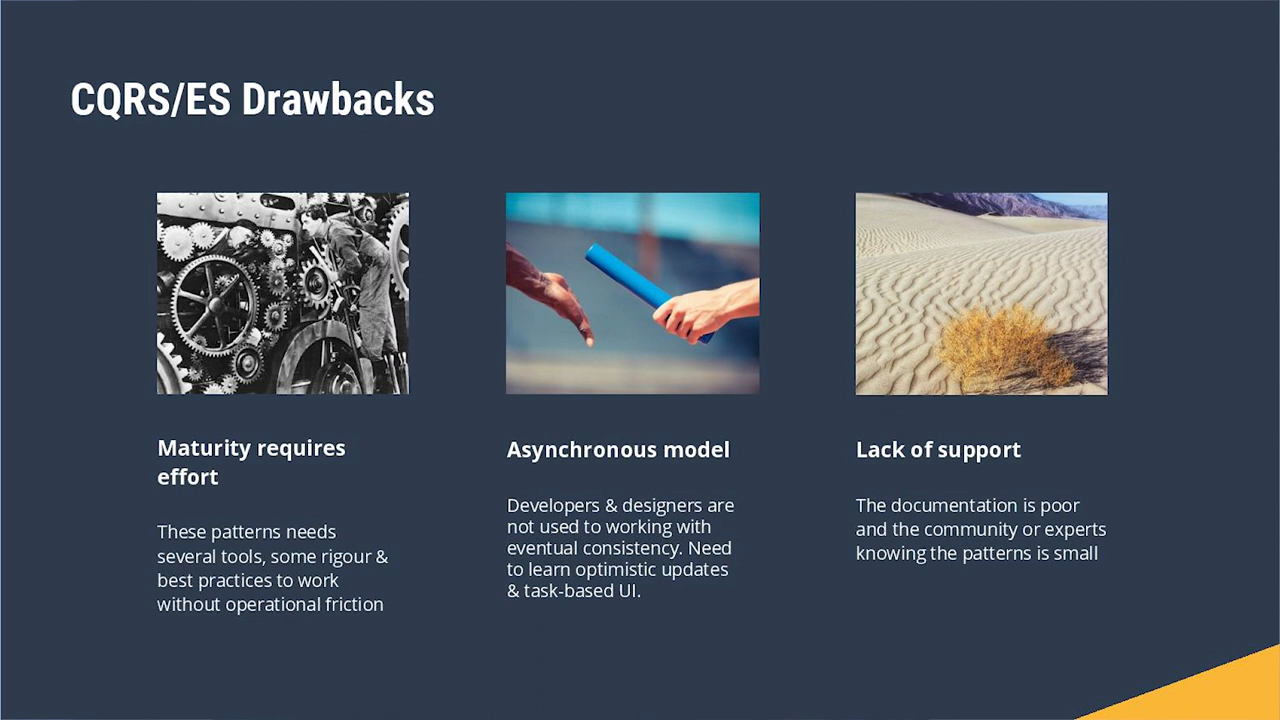 CQRS/ES Drawbacks
Maturity requires
effort
These patterns needs
several tools, some rigour &
best practices to work
without operational friction
Asynchronous model
Developers & designers are
not used to working with
eventual consistency. Need
to learn optimistic updates
& task-based UI.
Lack of support
The documentation is poor
and the community or experts
knowing the patterns is small